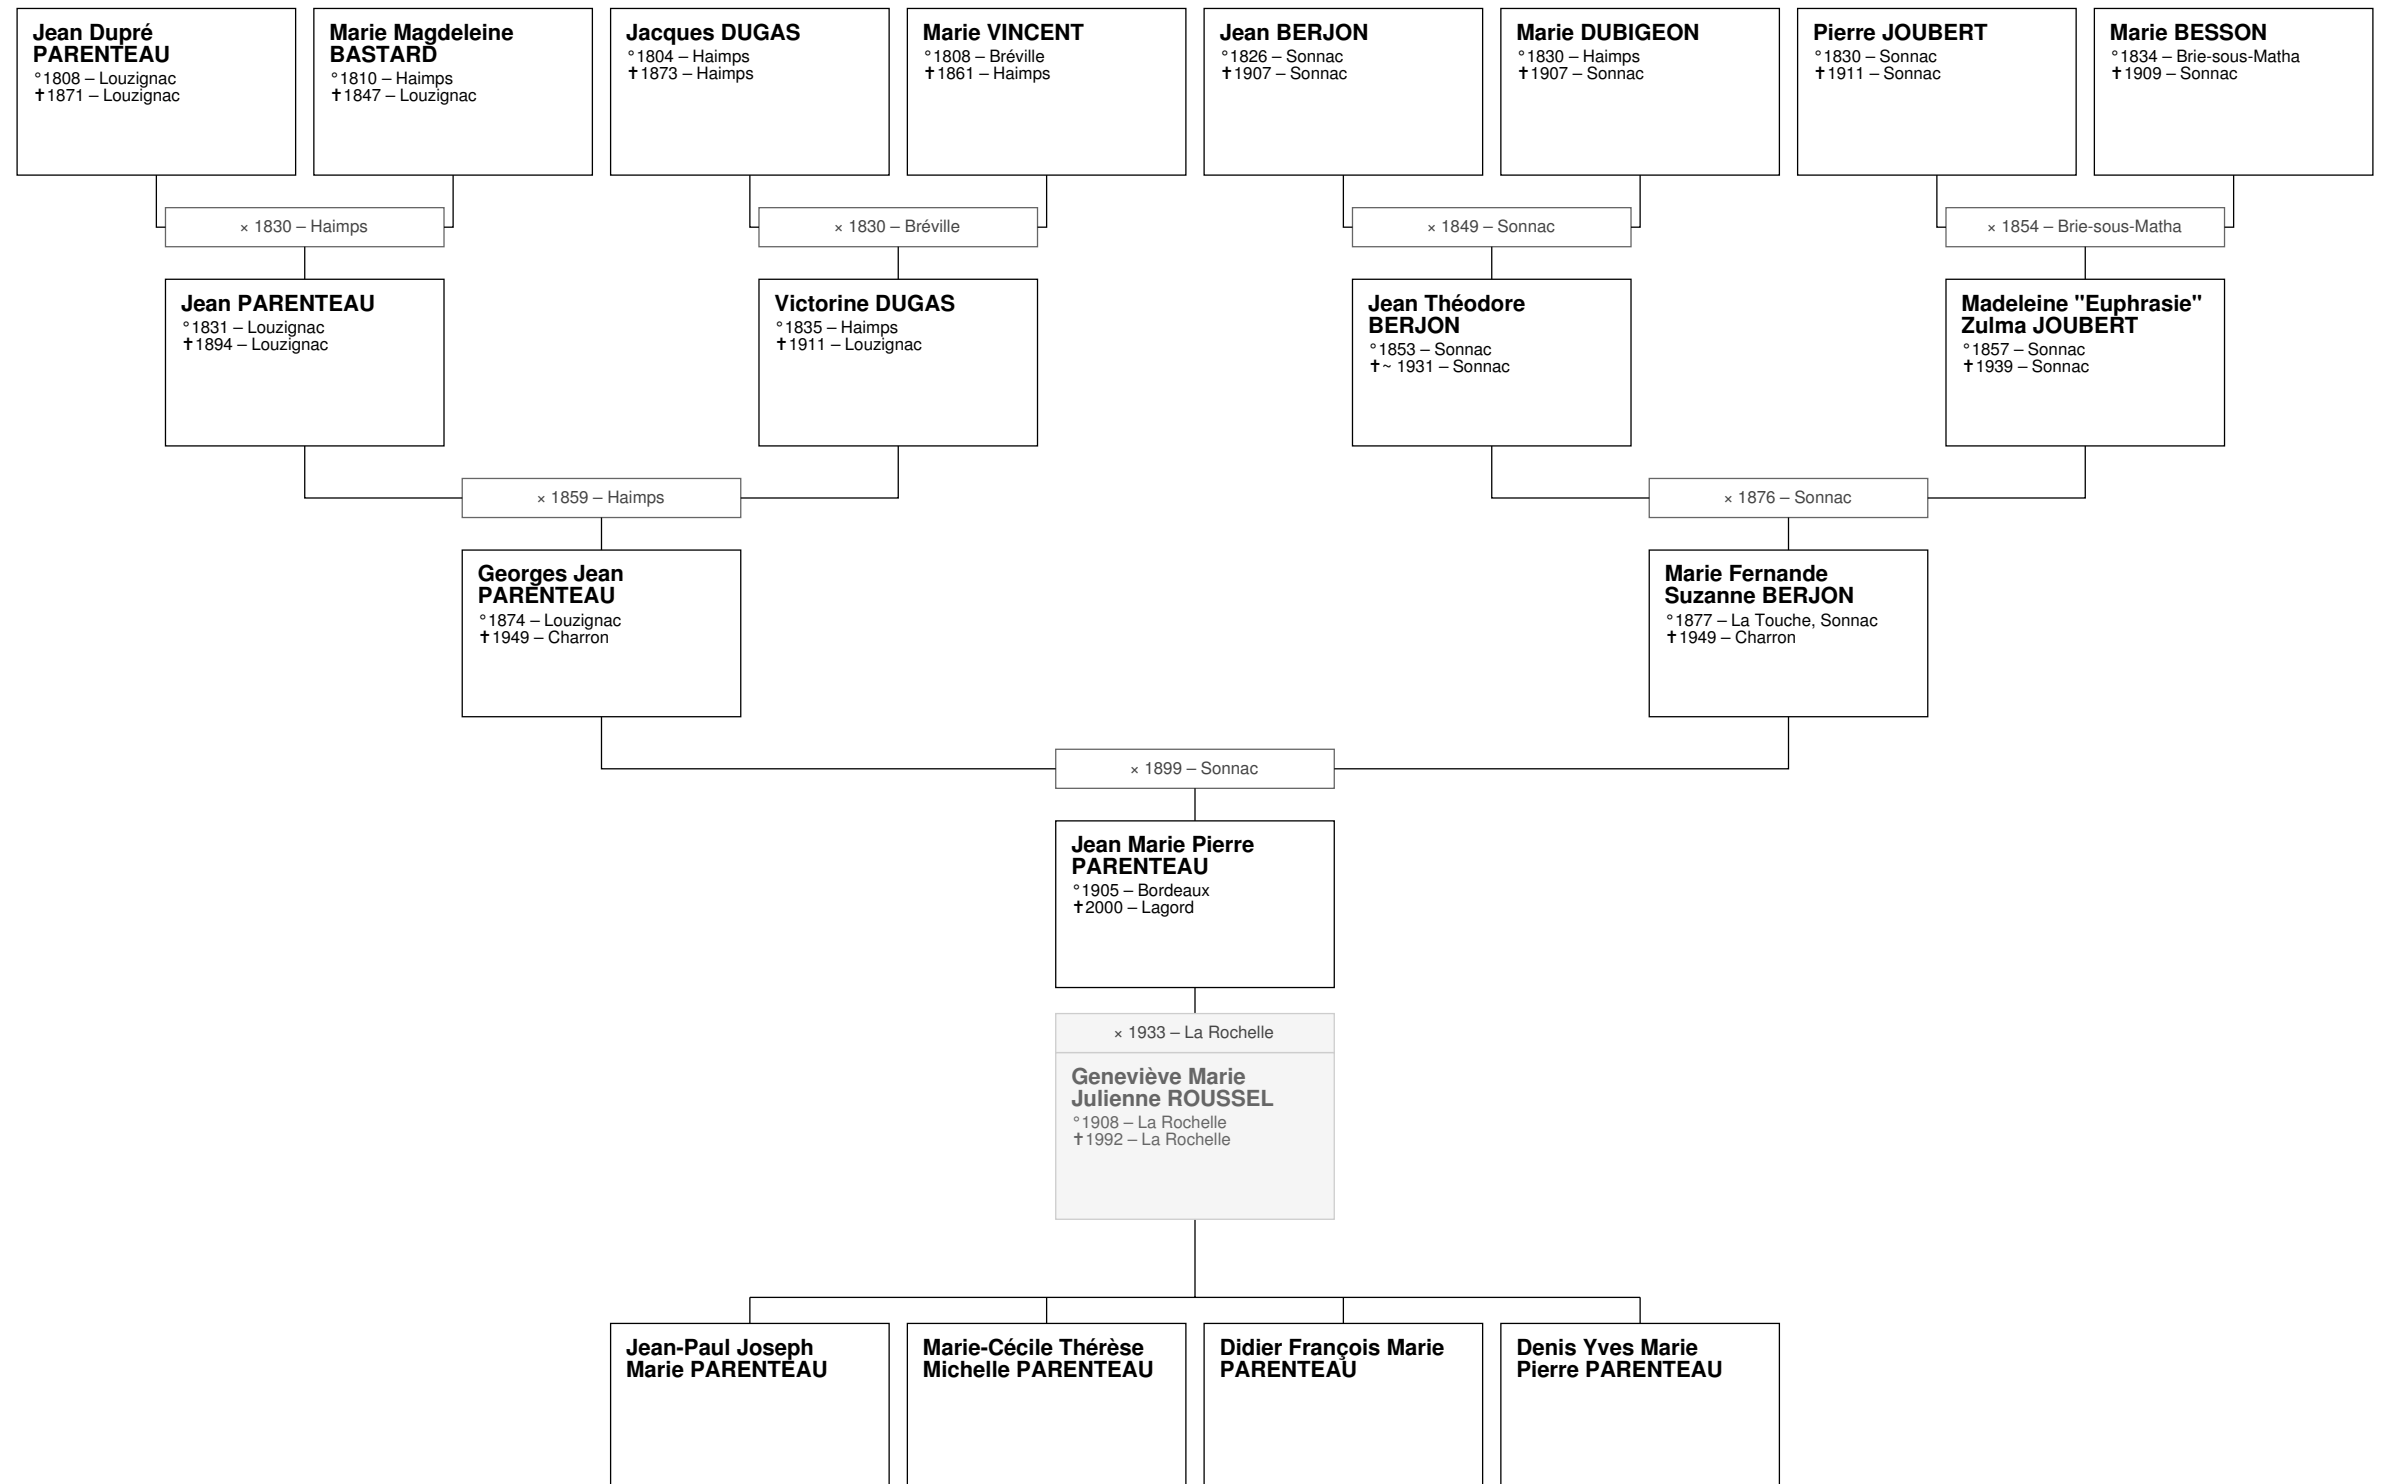 Jean Dupré
PARENTEAU
°1808 – Louzignac
✝1871 – Louzignac
Marie Magdeleine
BASTARD
°1810 – Haimps
✝1847 – Louzignac
Jacques DUGAS
°1804 – Haimps
✝1873 – Haimps
Marie VINCENT
°1808 – Bréville
✝1861 – Haimps
Jean BERJON
°1826 – Sonnac
✝1907 – Sonnac
Marie DUBIGEON
°1830 – Haimps
✝1907 – Sonnac
Pierre JOUBERT
°1830 – Sonnac
✝1911 – Sonnac
Marie BESSON
°1834 – Brie-sous-Matha
✝1909 – Sonnac
× 1830 – Haimps
× 1830 – Bréville
× 1849 – Sonnac
× 1854 – Brie-sous-Matha
Jean PARENTEAU
°1831 – Louzignac
✝1894 – Louzignac
Victorine DUGAS
°1835 – Haimps
✝1911 – Louzignac
Jean Théodore
BERJON
°1853 – Sonnac
✝~ 1931 – Sonnac
Madeleine "Euphrasie"
Zulma JOUBERT
°1857 – Sonnac
✝1939 – Sonnac
× 1859 – Haimps
× 1876 – Sonnac
Georges Jean
PARENTEAU
°1874 – Louzignac
✝1949 – Charron
Marie Fernande
Suzanne BERJON
°1877 – La Touche, Sonnac
✝1949 – Charron
× 1899 – Sonnac
Jean Marie Pierre
PARENTEAU
°1905 – Bordeaux
✝2000 – Lagord
× 1933 – La Rochelle
Geneviève Marie
Julienne ROUSSEL
°1908 – La Rochelle
✝1992 – La Rochelle
Jean-Paul Joseph
Marie PARENTEAU
Marie-Cécile Thérèse
Michelle PARENTEAU
Didier François Marie
PARENTEAU
Denis Yves Marie
Pierre PARENTEAU